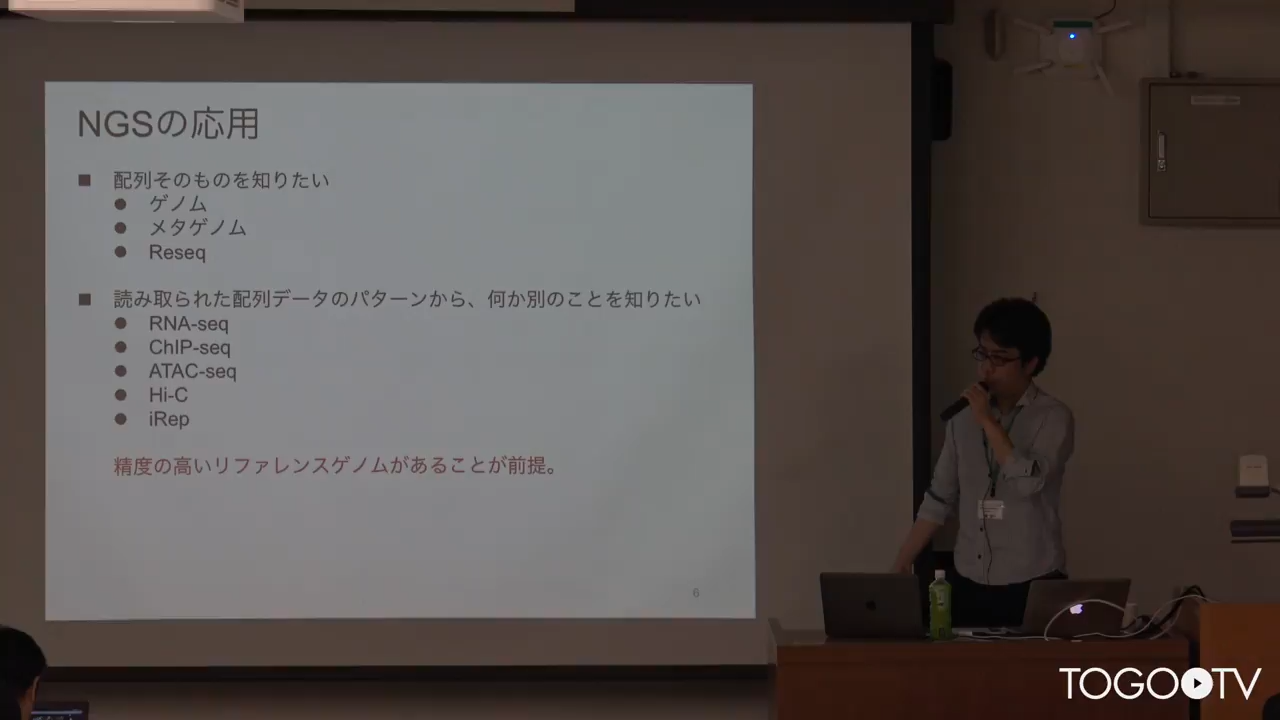 NGSの応用
■ 配列そのものを知りたい
● ゲノム
● メタゲノム
● Reseq
■ 読み取られた配列データのパターンから、何か別のことを知りたい
● RNA-seq
● ChIP-seq
● ATAC-seq
● Hi-C
● iRep
精度の高いリファレンスゲノムがあることが前提。
6
TOGO TV